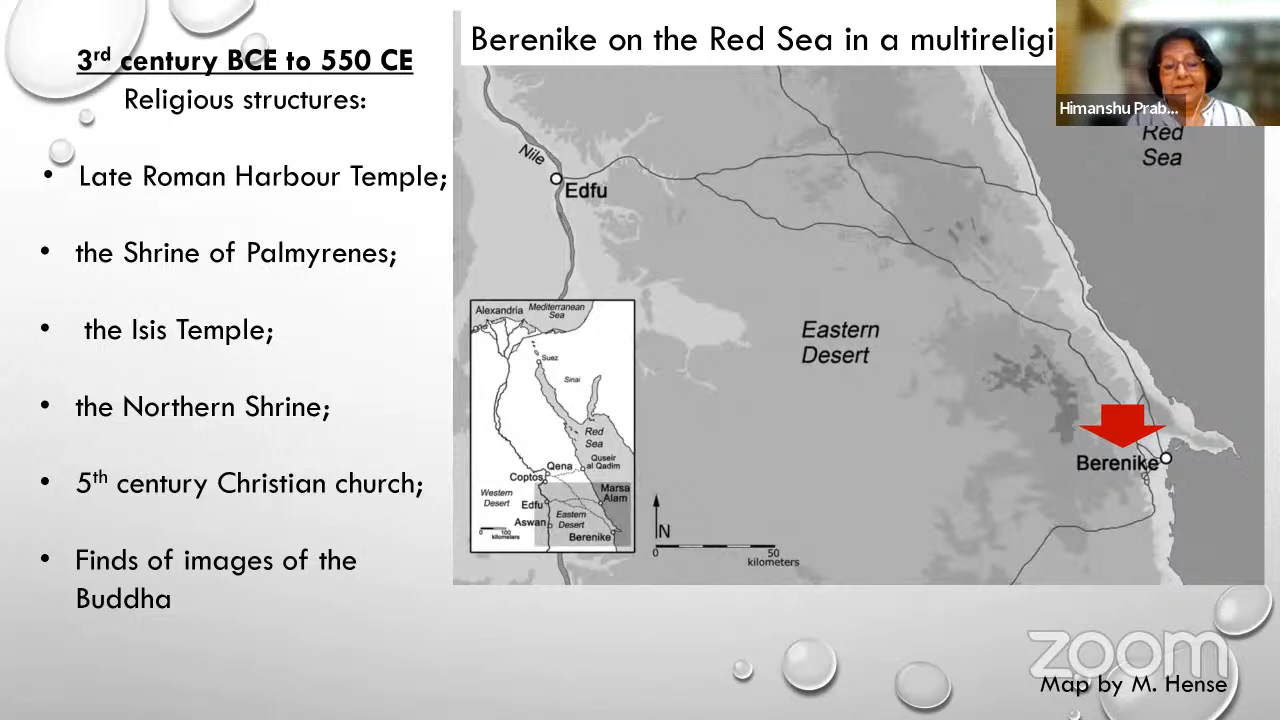 3rd century BCE to 550 CE
Religious structures:
• Late Roman Harbour Temple;
• the Shrine of Palmyrenes;
• the Isis Temple;
• the Northern Shrine;
• 5th century Christian church;
• Finds of images of the
Buddha
Berenike on the Red Sea in a multireligi
Himanshu Prab...
Red
Sea
Nile
Edfu
Eastern
Desert
Berenike
N
0 50
kilometers
Alexandria
Mediterranean
Sea
Suez
Sinai
Red
Sea
Quseir
al Qadim
Qena
Coptos
Western
Desert
Marsa
Alam
Edfu
Eastern
Desert
Aswan
0 100
kilometers
Berenike
zoom
Map by M. Hense